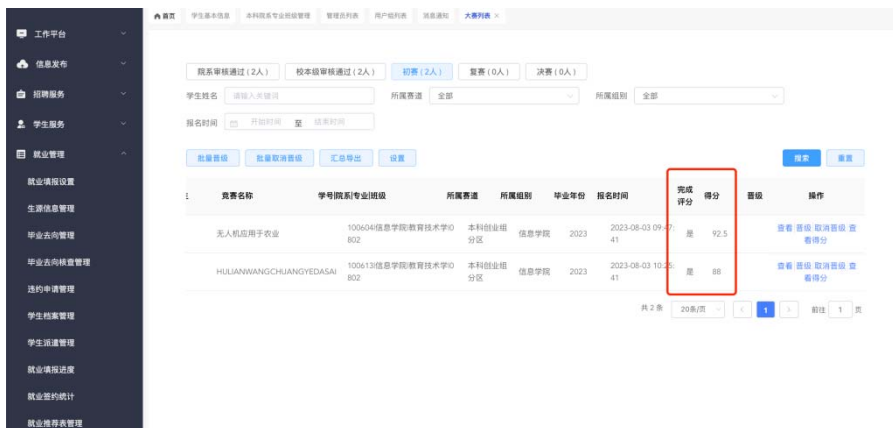 首页 学生基本信息 本科院系专业班级管理 管理员列表 用户组列表 消息通知 大赛列表 ×
工作平台
信息发布
招聘服务
学生服务
就业管理
就业填报设置
生源信息管理
毕业去向管理
毕业去向核查管理
违约申请管理
学生档案管理
学生派遣管理
就业填报进度
就业签约统计
就业推荐表管理
院系审核通过(2人) 校本级审核通过(2人) 初赛(2人) 复赛(0人) 决赛(0人)
学生姓名 请输入关键词 所属赛道 全部 所属组别 全部
报名时间 开始时间 至 结束时间
批量晋级 批量取消晋级 汇总导出 设置 搜索 重置
竞赛名称 学号|院系|专业|班级 所属赛道 所属组别 毕业年份 报名时间 完成 得分 晋级 操作
评分
无人机应用于农业 100604|信息学院|教育技术学|0 本科创业组 信息学院 2023 2023-08-03 09:47: 是 92.5 查看 晋级 取消晋级 查
802 分区 41 看得分
HULIANWANGCHUANGYEDASAI 100613|信息学院|教育技术学|0 本科创业组 信息学院 2023 2023-08-03 10:25: 是 88 查看 晋级 取消晋级 查
802 分区 41 看得分
共 2 条 20条/页 < 1 > 前往 1 页